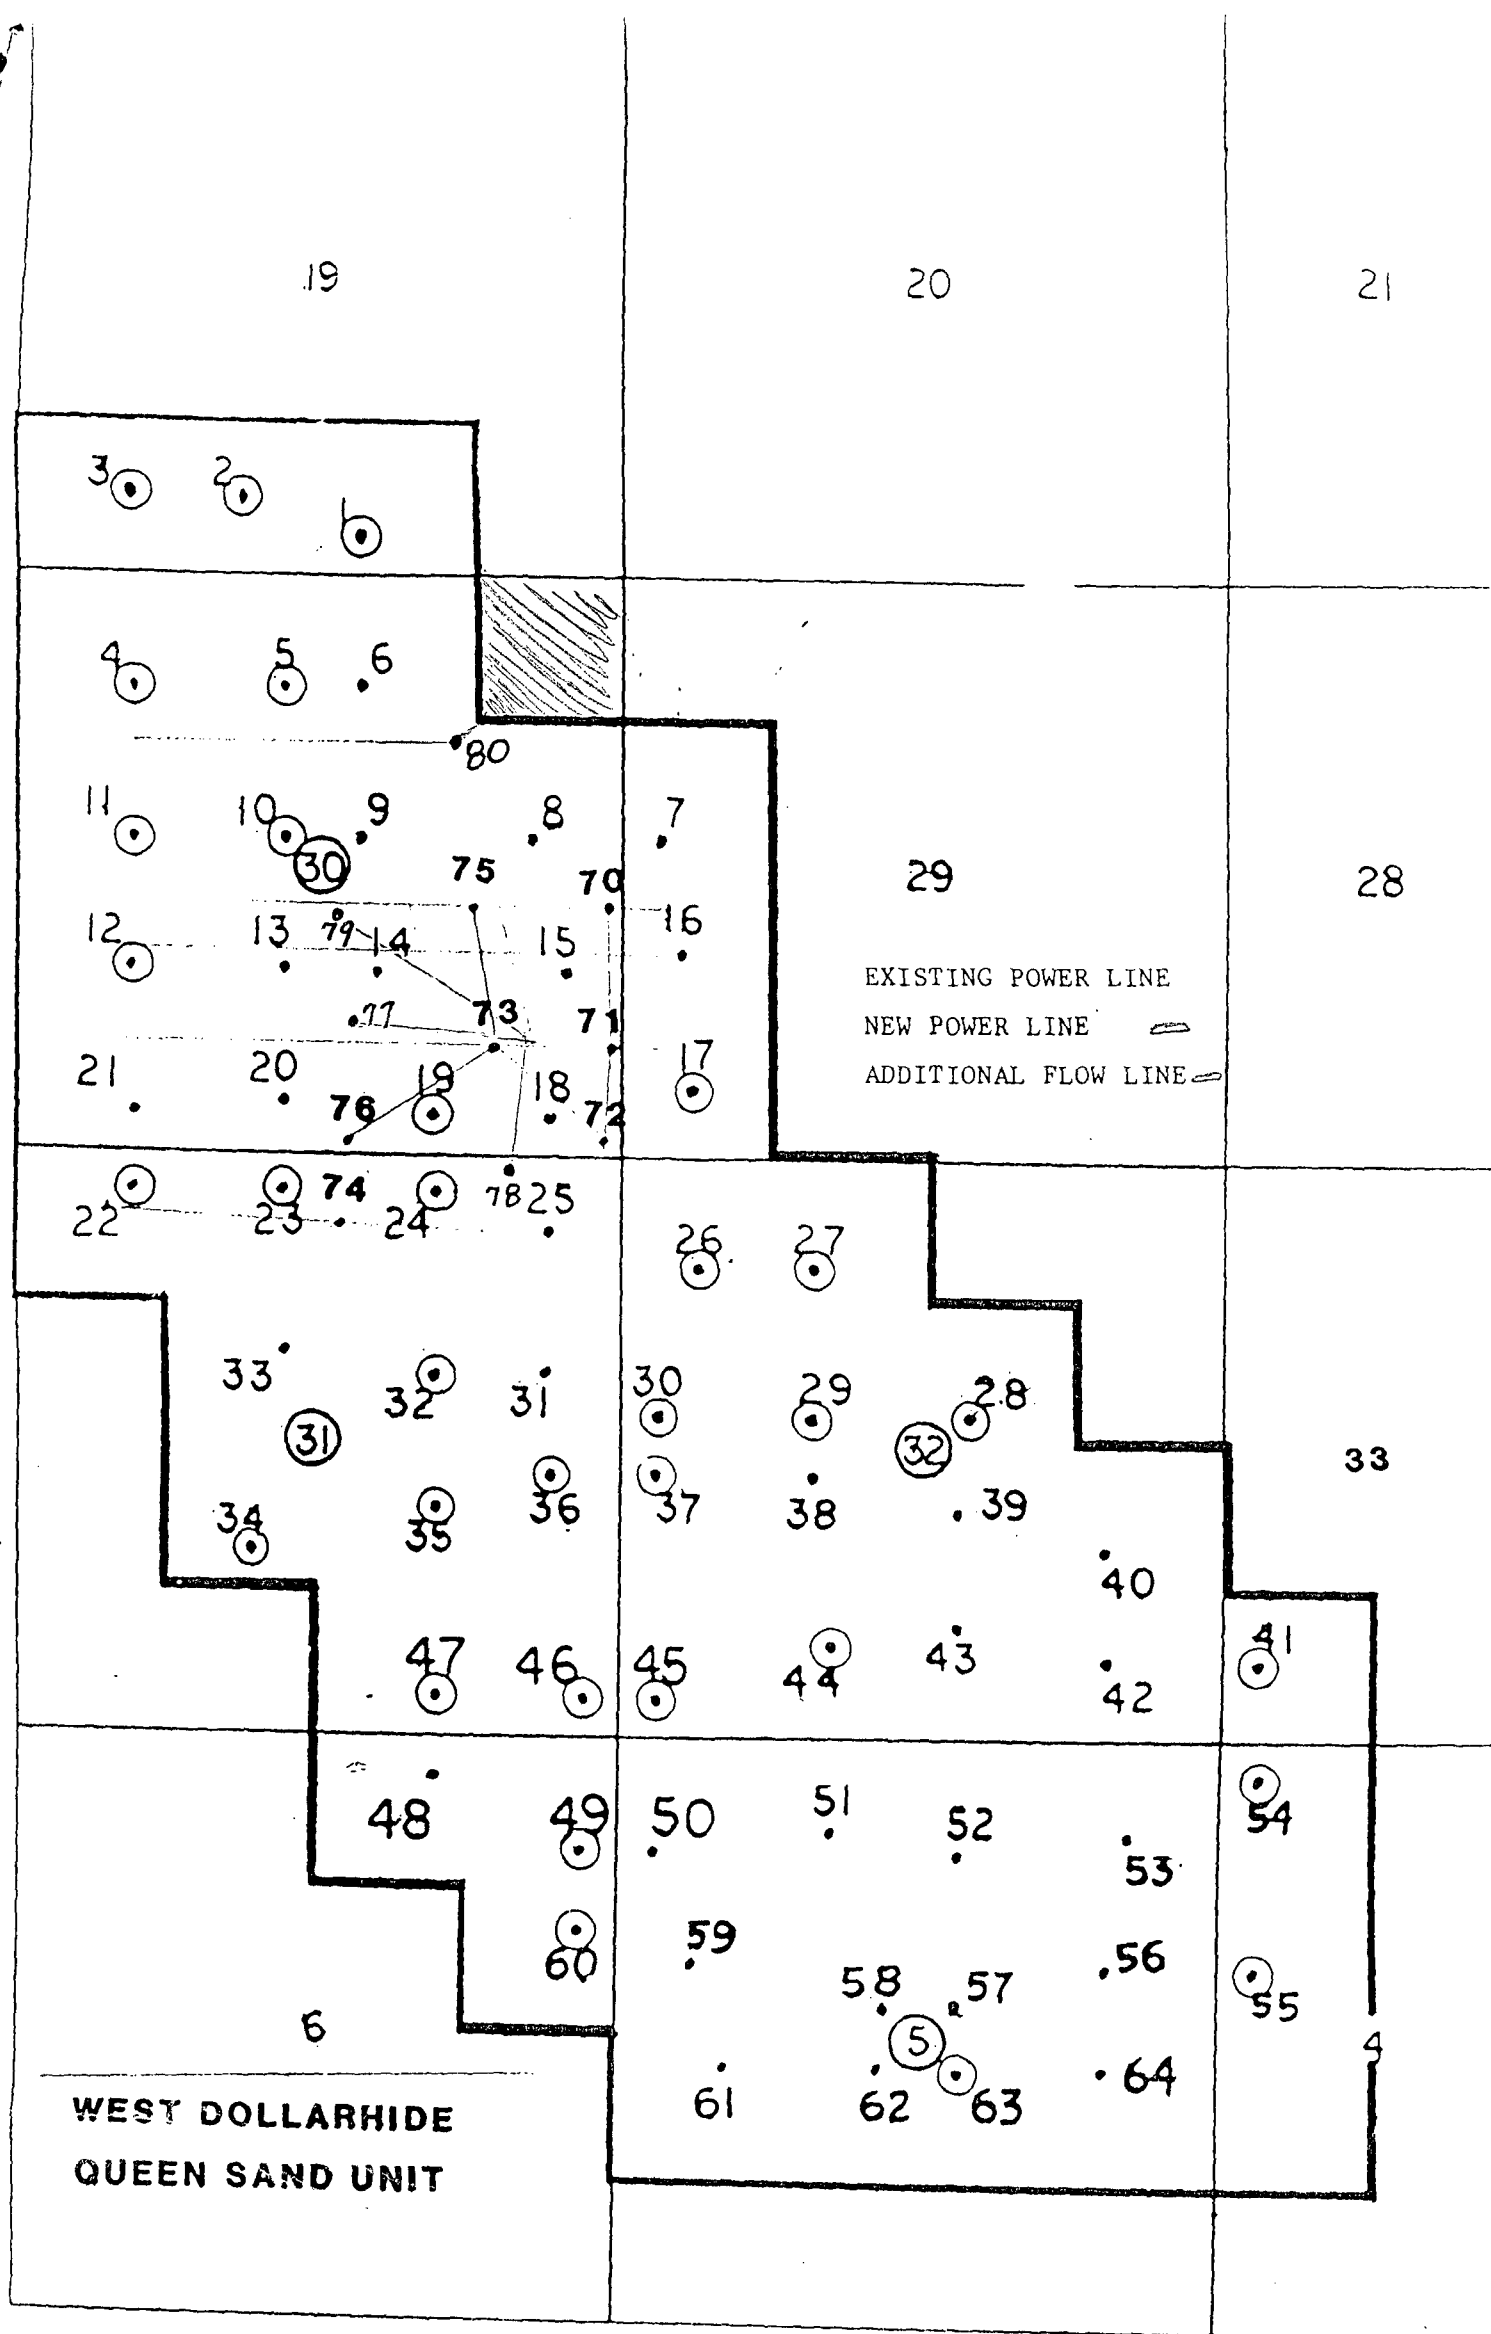 19 20 21
3 2 1
4 5 6
80
11 10 9 8 7
30
75 70
29 28
12 13 79 14 15 16
EXISTING POWER LINE
77 73 71
NEW POWER LINE
21 20 19 18 17
ADDITIONAL FLOW LINE
76 72
22 23 74 24 78 25
26 27
33 32 31 30 29 28
31 32 33
34 35 36 37 38 39
40
47 46 45 44 43 42 41
48 49 50 51 52 53 54
60 59 58 57 56 55
6 5 4
61 62 63 64
WEST DOLLARHIDE
QUEEN SAND UNIT